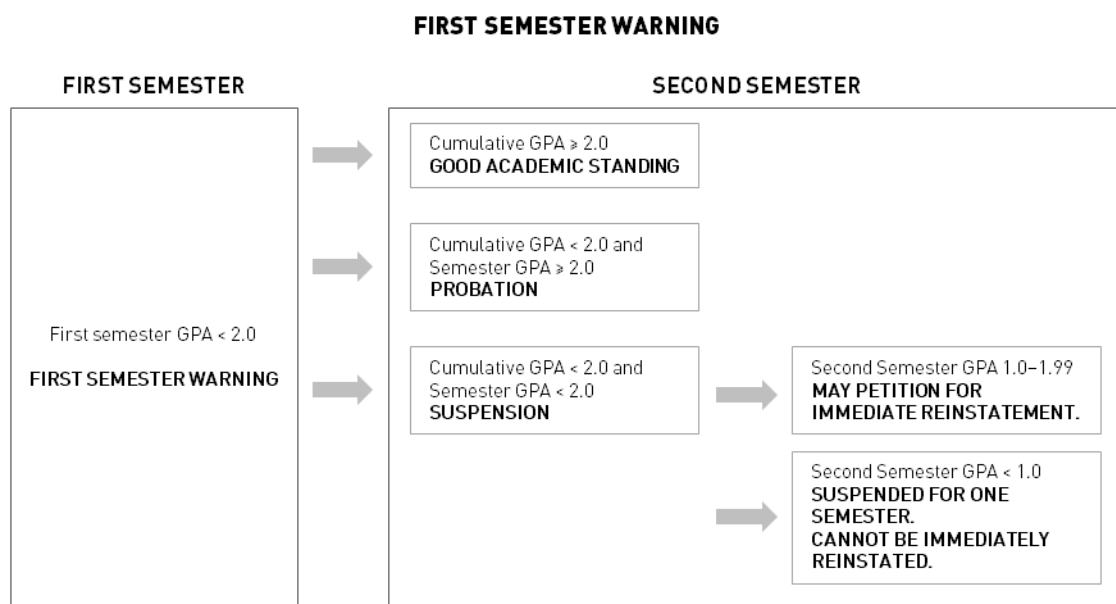 FIRST SEMESTER WARNING
FIRST SEMESTER
SECOND SEMESTER
First semester GPA < 2.0
FIRST SEMESTER WARNING
Cumulative GPA ⩾ 2.0
GOOD ACADEMIC STANDING
Cumulative GPA < 2.0 and
Semester GPA ⩾ 2.0
PROBATION
Cumulative GPA < 2.0 and
Semester GPA < 2.0
SUSPENSION
Second Semester GPA 1.0–1.99
MAY PETITION FOR
IMMEDIATE REINSTATEMENT.
Second Semester GPA < 1.0
SUSPENDED FOR ONE
SEMESTER.
CANNOT BE IMMEDIATELY
REINSTATED.